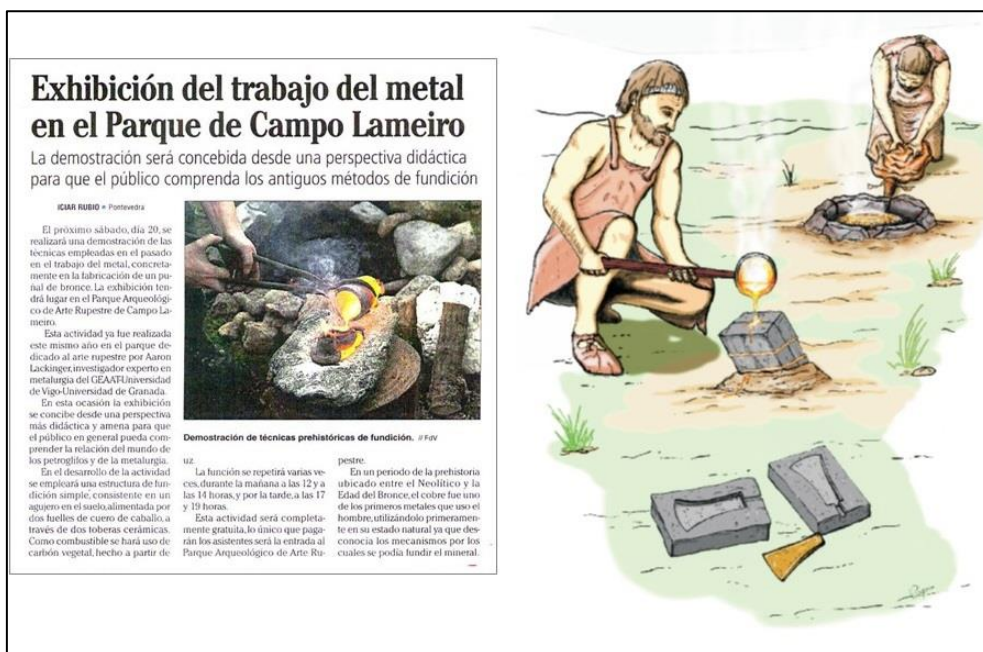 Exhibición del trabajo del metal
en el Parque de Campo Lameiro
La demostración será concebida desde una perspectiva didáctica
para que el público comprenda los antiguos métodos de fundición
ICIAR RUBIO ■ Pontevedra
El próximo sábado, día 20, se
realizará una demostración de las
técnicas empleadas en el pasado
en el trabajo del metal, concreta-
mente en la fabricación de un pu-
ñal de bronce. La exhibición ten-
drá lugar en el Parque Arqueológi-
co de Arte Rupestre de Campo La-
meiro.
Esta actividad ya fue realizada
este mismo año en el parque de-
dicado al arte rupestre por Aaron
Lackinger, investigador experto en
metalurgia del GEAAT-Universidad
de Vigo-Universidad de Granada.
En esta ocasión la exhibición
se concibe desde una perspectiva
más didáctica y amena para que
el público en general pueda com-
prender la relación del mundo de
los petroglifos y de la metalurgia.
En el desarrollo de la actividad
se empleará una estructura de fun-
dición simple, consistente en un
agujero en el suelo, alimentada por
dos fuelles de cuero de caballo, a
través de dos toberas cerámicas.
Como combustible se hará uso de
carbón vegetal, hecho a partir de
Demostración de técnicas prehistóricas de fundición. // FdV
uz
La función se repetirá varias ve-
ces, durante la mañana a las 12 y a
las 14 horas, y por la tarde, a las 17
y 19 horas.
Esta actividad será completa-
mente gratuita, lo único que paga-
rán los asistentes será la entrada al
Parque Arqueológico de Arte Ru-
pestre.
En un periodo de la prehistoria
ubicado entre el Neolítico y la
Edad del Bronce, el cobre fue uno
de los primeros metales que uso el
hombre, utilizándolo primeramen-
te en su estado natural ya que des-
conocía los mecanismos por los
cuales se podía fundir el mineral.